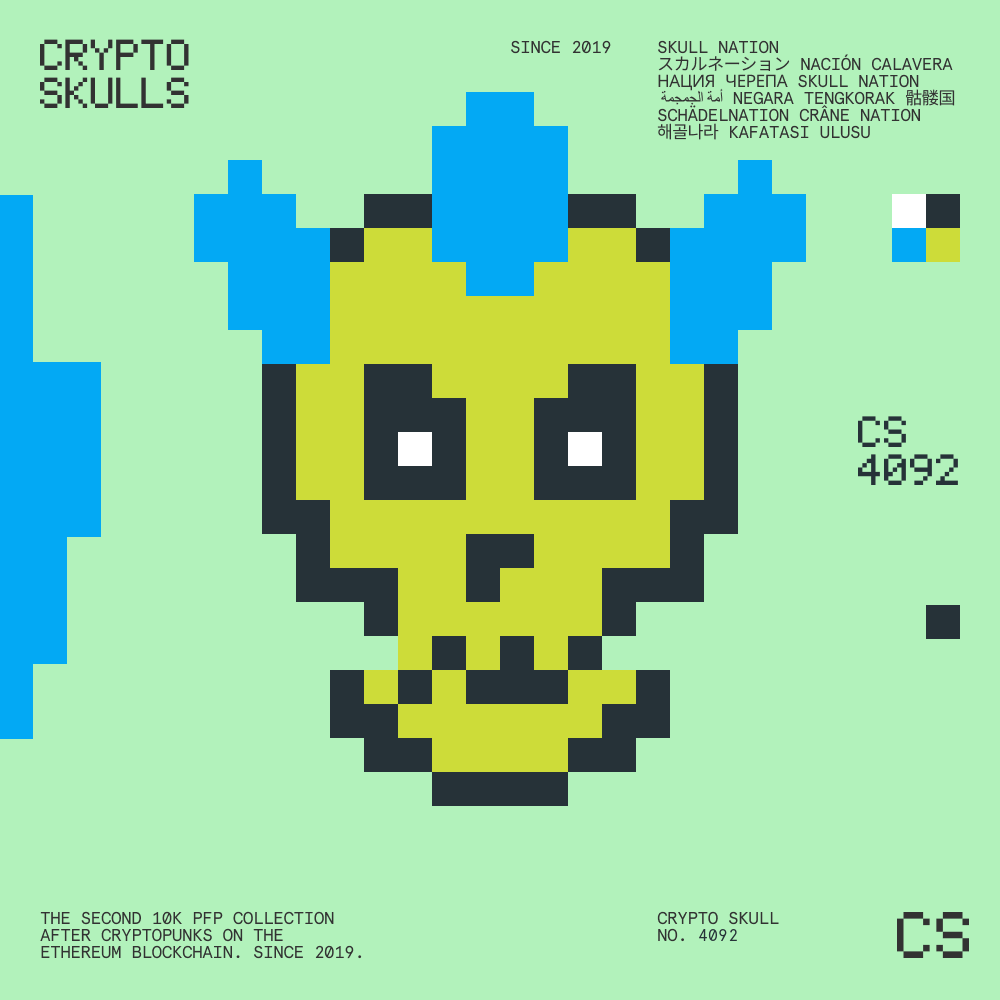 CRYPTO
SKULLS
SINCE 2019
SKULL NATION
スカルネーション NACIÓN CALAVERA
НАЦИЯ ЧЕРЕПА SKULL NATION
أمة الجمجمة NEGARA TENGKORAK 骷髅国
SCHÄDELNATION CRÂNE NATION
해골나라 KAFATASI ULUSU
CS
4092
THE SECOND 10K PFP COLLECTION
AFTER CRYPTOPUNKS ON THE
ETHEREUM BLOCKCHAIN. SINCE 2019.
CRYPTO SKULL
NO. 4092
CS